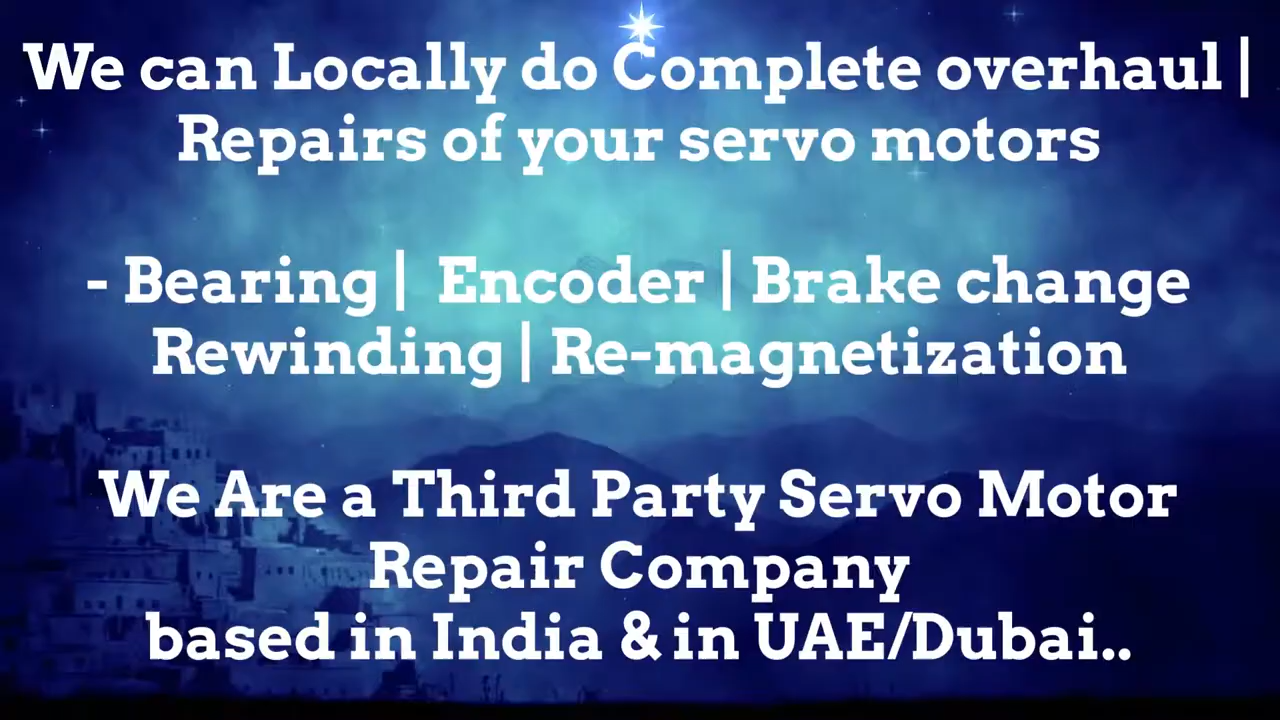 We can Locally do Complete overhaul |
Repairs of your servo motors
- Bearing | Encoder | Brake change
Rewinding | Re-magnetization
We Are a Third Party Servo Motor
Repair Company
based in India & in UAE/Dubai..